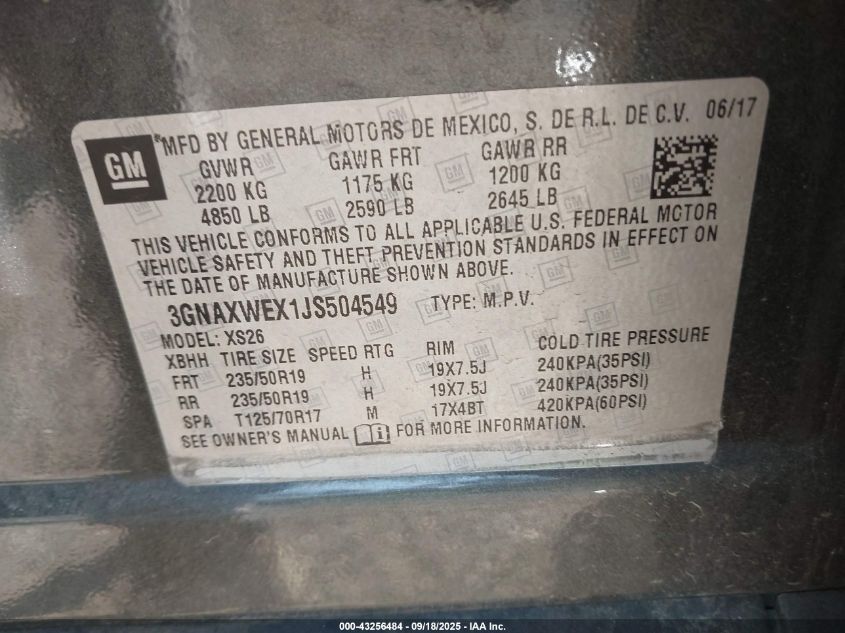 GM
®MFD BY GENERAL MOTORS DE MEXICO, S. DE R.L. DE C.V. 06/17
GVWR GAWR FRT GAWR RR
2200 KG 1175 KG 1200 KG
4850 LB 2590 LB 2645 LB
THIS VEHICLE CONFORMS TO ALL APPLICABLE U.S. FEDERAL MOTOR
VEHICLE SAFETY AND THEFT PREVENTION STANDARDS IN EFFECT ON
THE DATE OF MANUFACTURE SHOWN ABOVE.
3GNAXWEX1JS504549 TYPE: M.P.V.
MODEL: XS26
XBHH TIRE SIZE SPEED RTG RIM COLD TIRE PRESSURE
FRT 235/50R19 H 19X7.5J 240KPA(35PSI)
RR 235/50R19 H 19X7.5J 240KPA(35PSI)
SPA T125/70R17 M 17X4BT 420KPA(60PSI)
SEE OWNER'S MANUAL FOR MORE INFORMATION.
000-43256484 - 09/18/2025 - IAA Inc.